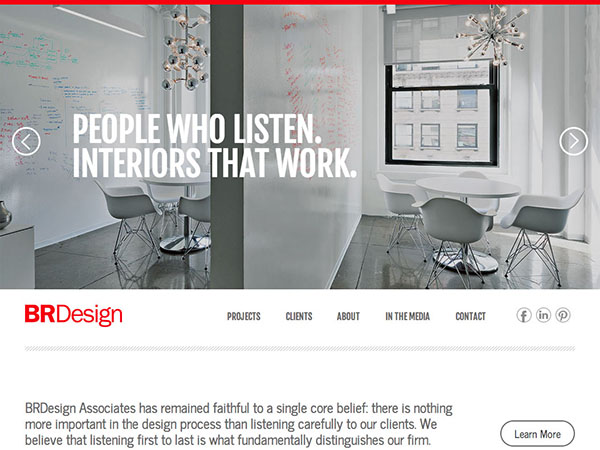 PEOPLE WHO LISTEN.
INTERIORS THAT WORK.
BRDesign
PROJECTS CLIENTS ABOUT IN THE MEDIA CONTACT
BRDesign Associates has remained faithful to a single core belief: there is nothing
more important in the design process than listening carefully to our clients. We
believe that listening first to last is what fundamentally distinguishes our firm.
Learn More